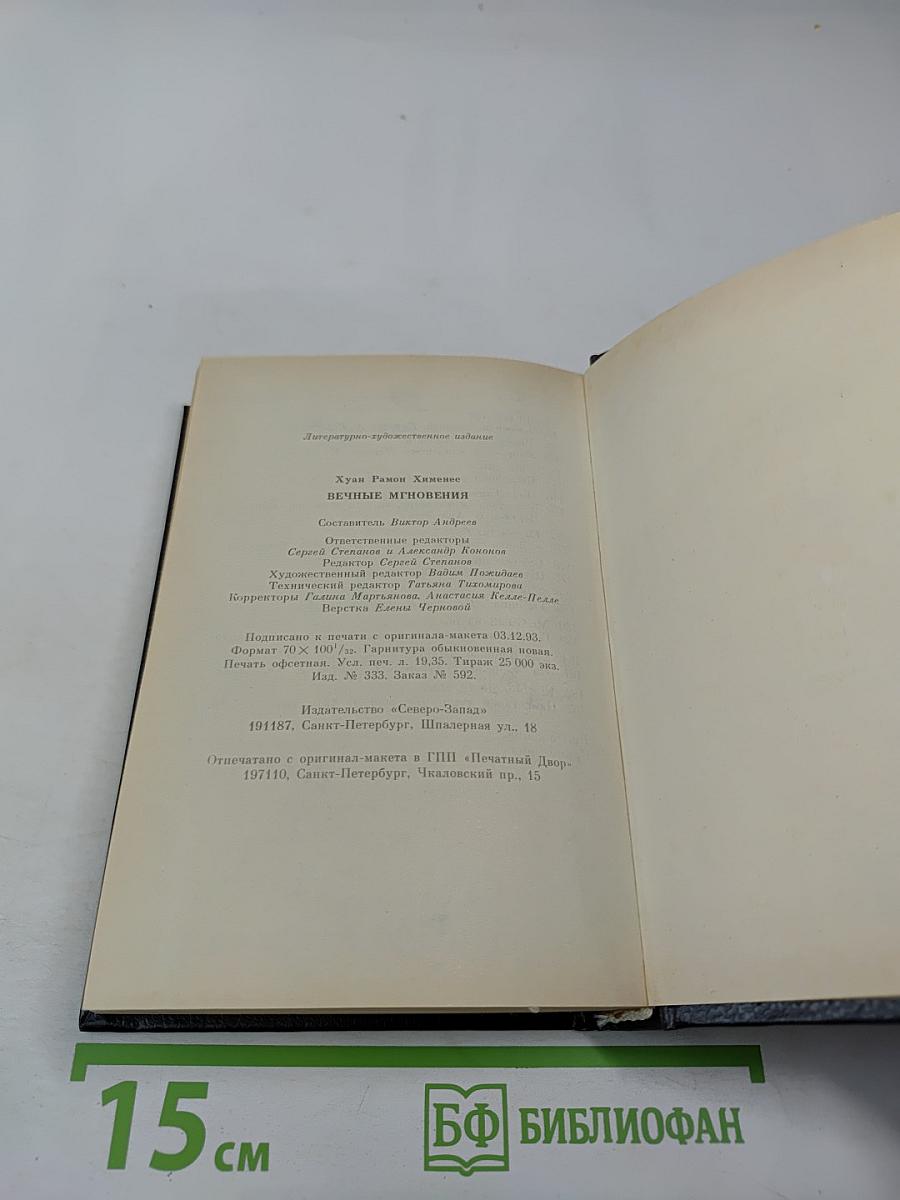 Литературно-художественное издание
Хуан Рамон Хименес
ВЕЧНЫЕ МГНОВЕНИЯ
Составитель Виктор Андреев
Ответственные редакторы
Сергей Степанов и Александр Кононов
Редактор Сергей Степанов
Художественный редактор Вадим Пожидаев
Технический редактор Татьяна Тихомирова
Корректоры Галина Мартьянова, Анастасия Келле-Пелле
Верстка Елены Черновой
Подписано к печати с оригинала-макета 03.12.93.
Формат 70 × 100¹/₃₂. Гарнитура обыкновенная новая.
Печать офсетная. Усл. печ. л. 19,35. Тираж 25 000 экз.
Изд. № 333. Заказ № 592.
Издательство «Северо-Запад»
191187, Санкт-Петербург, Шпалерная ул., 18
Отпечатано с оригинал-макета в ГПП «Печатный Двор»
197110, Санкт-Петербург, Чкаловский пр., 15
15 см
БФ БИБЛИОФАН